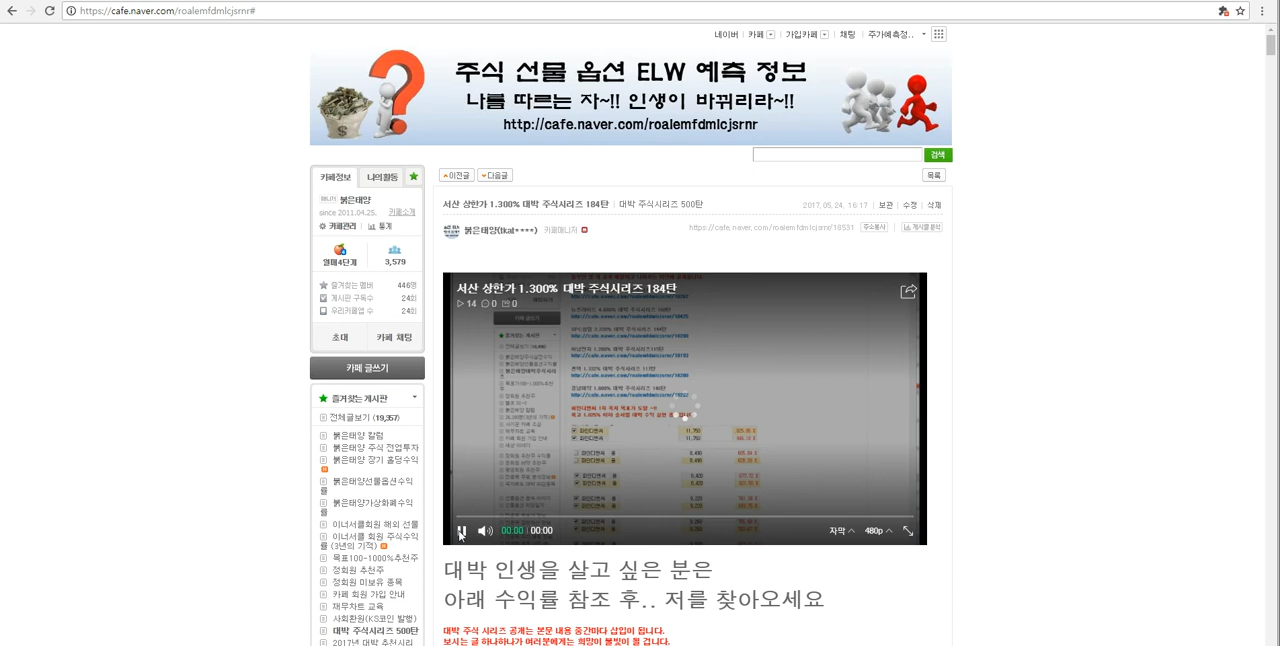 https://cafe.naver.com/roalemfdmlcjsrnr#
네이버 카페 가입카페 채팅 주가예측정..
주식 선물 옵션 ELW 예측 정보
나를 따르는 자~!! 인생이 바뀌리라~!!
http://cafe.naver.com/roalemfdmlcjsrnr
검색
카페정보 나의활동
이전글 다음글 목록
매니저 붉은태양
since 2011.04.25. 카페소개
카페관리 통계
열매4단계 3,579
즐겨찾는 멤버 446명
게시판 구독수 24회
우리카페앱 수 24회
초대 카페 채팅
카페 글쓰기
즐겨찾는 게시판
전체글보기 (19,357)
붉은태양 칼럼
붉은태양 주식 전업투자
붉은태양 장기 홀딩수익
붉은태양선물옵션수익
률
붉은태양가상화폐수익
률
이너서클회원 해외 선물
이너서클 회원 주식수익
률 (3년의 기적)
목표100-1000%추천주
정회원 추천주
정회원 미보유 종목
카페 회원 가입 안내
재무차트 교육
사회환원(KS코인 발행)
대박 주식시리즈 500탄
2017년 대박 추천시리
서산 상한가 1.300% 대박 주식시리즈 184탄 대박 주식시리즈 500탄
2017.05.24. 16:17 보관 수정 삭제
붉은태양(tkat****) 카페매니저
https://cafe.naver.com/roalemfdmlcjsrnr/18531 주소복사 게시글 분석
서산 상한가 1.300% 대박 주식시리즈 184탄
14 0 0
카페 글쓰기
00:00 00:00 자막 480p
대박 인생을 살고 싶은 분은
아래 수익률 참조 후.. 저를 찾아오세요
대박 주식 시리즈 공개는 본문 내용 중간마다 삽입이 됩니다.
보시는 글 하나하나가 여러분에게는 희망이 불빛이 될 겁니다.